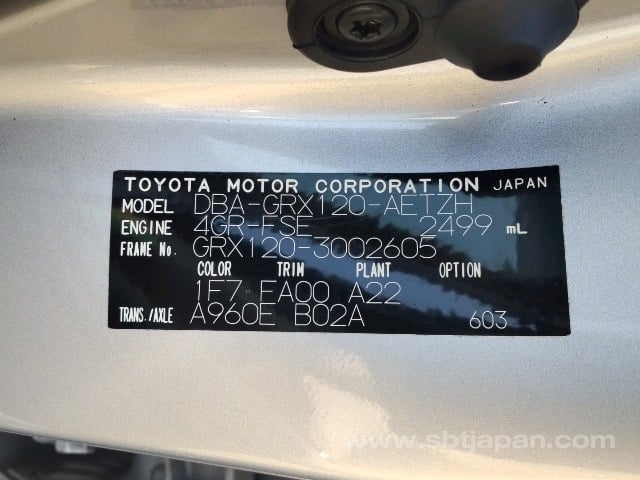 TOYOTA MOTOR CORPORATION JAPAN
MODEL DBA-GRX120-AETZH
ENGINE 4GR-FSE 2499 mL
FRAME No. GRX120-3002605
COLOR TRIM PLANT OPTION
1F7 FA00 A22
TRANS./AXLE A960E B02A 603
www.sbtjapan.com